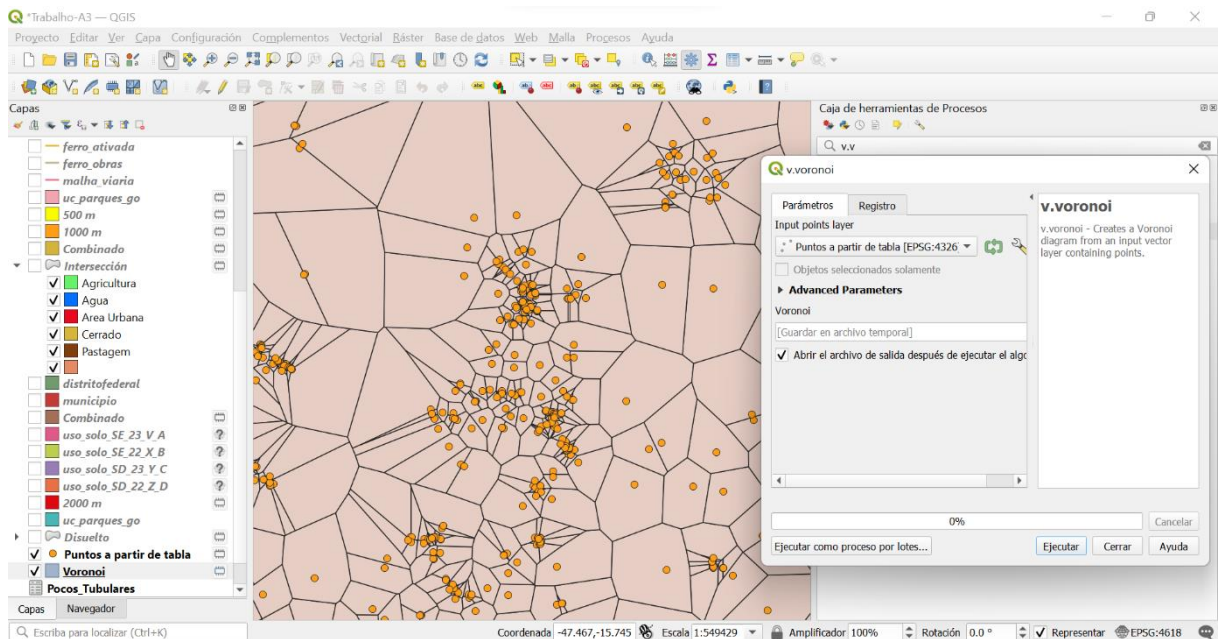 *Trabalho-A3 — QGIS
Proyecto Editar Ver Capa Configuración Complementos Vectorial Ráster Base de datos Web Malla Procesos Ayuda
Capas
ferro_ativada
ferro_obras
malha_viaria
uc_parques_go
500 m
1000 m
Combinado
Intersección
Agricultura
Agua
Area Urbana
Cerrado
Pastagem
distritofederal
municipio
Combinado
uso_solo_SE_23_V_A
uso_solo_SE_22_X_B
uso_solo_SD_23_Y_C
uso_solo_SD_22_Z_D
2000 m
uc_parques_go
Disuelto
Puntos a partir de tabla
Voronoi
Pocos_Tubulares
Capas Navegador
Caja de herramientas de Procesos
v.v
v.voronoi
Parámetros Registro
Input points layer
Puntos a partir de tabla [EPSG:4326
Objetos seleccionados solamente
Advanced Parameters
Voronoi
[Guardar en archivo temporal]
Abrir el archivo de salida después de ejecutar el algo
v.voronoi
v.voronoi - Creates a Voronoi
diagram from an input vector
layer containing points.
0%
Cancelar
Ejecutar como proceso por lotes...
Ejecutar Cerrar Ayuda
Escriba para localizar (Ctrl+K)
Coordenada -47.467,-15.745 Escala 1:549429 Amplificador 100% Rotación 0.0 ° Representar EPSG:4618